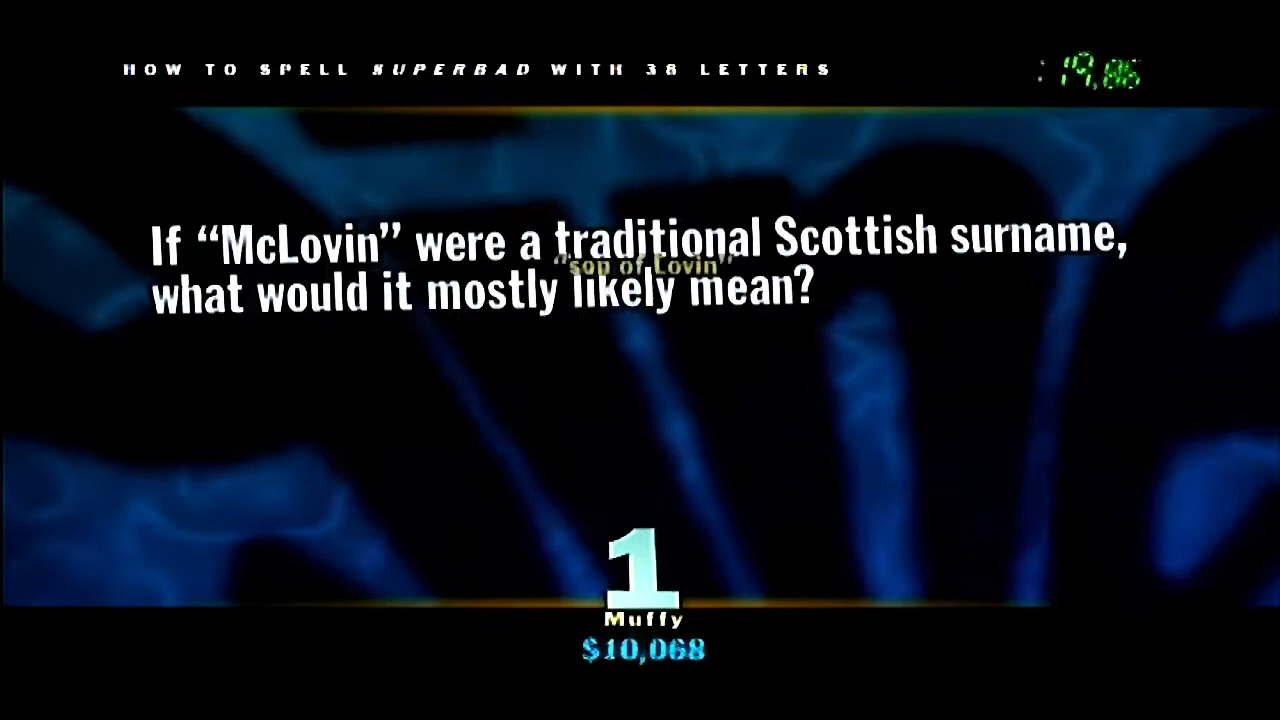 HOW TO SPELL SUPERBAD WITH 38 LETTERS
:19.86
If “McLovin” were a traditional Scottish surname,
"son of Lovin"
what would it mostly likely mean?
1
Muffy
$10,068